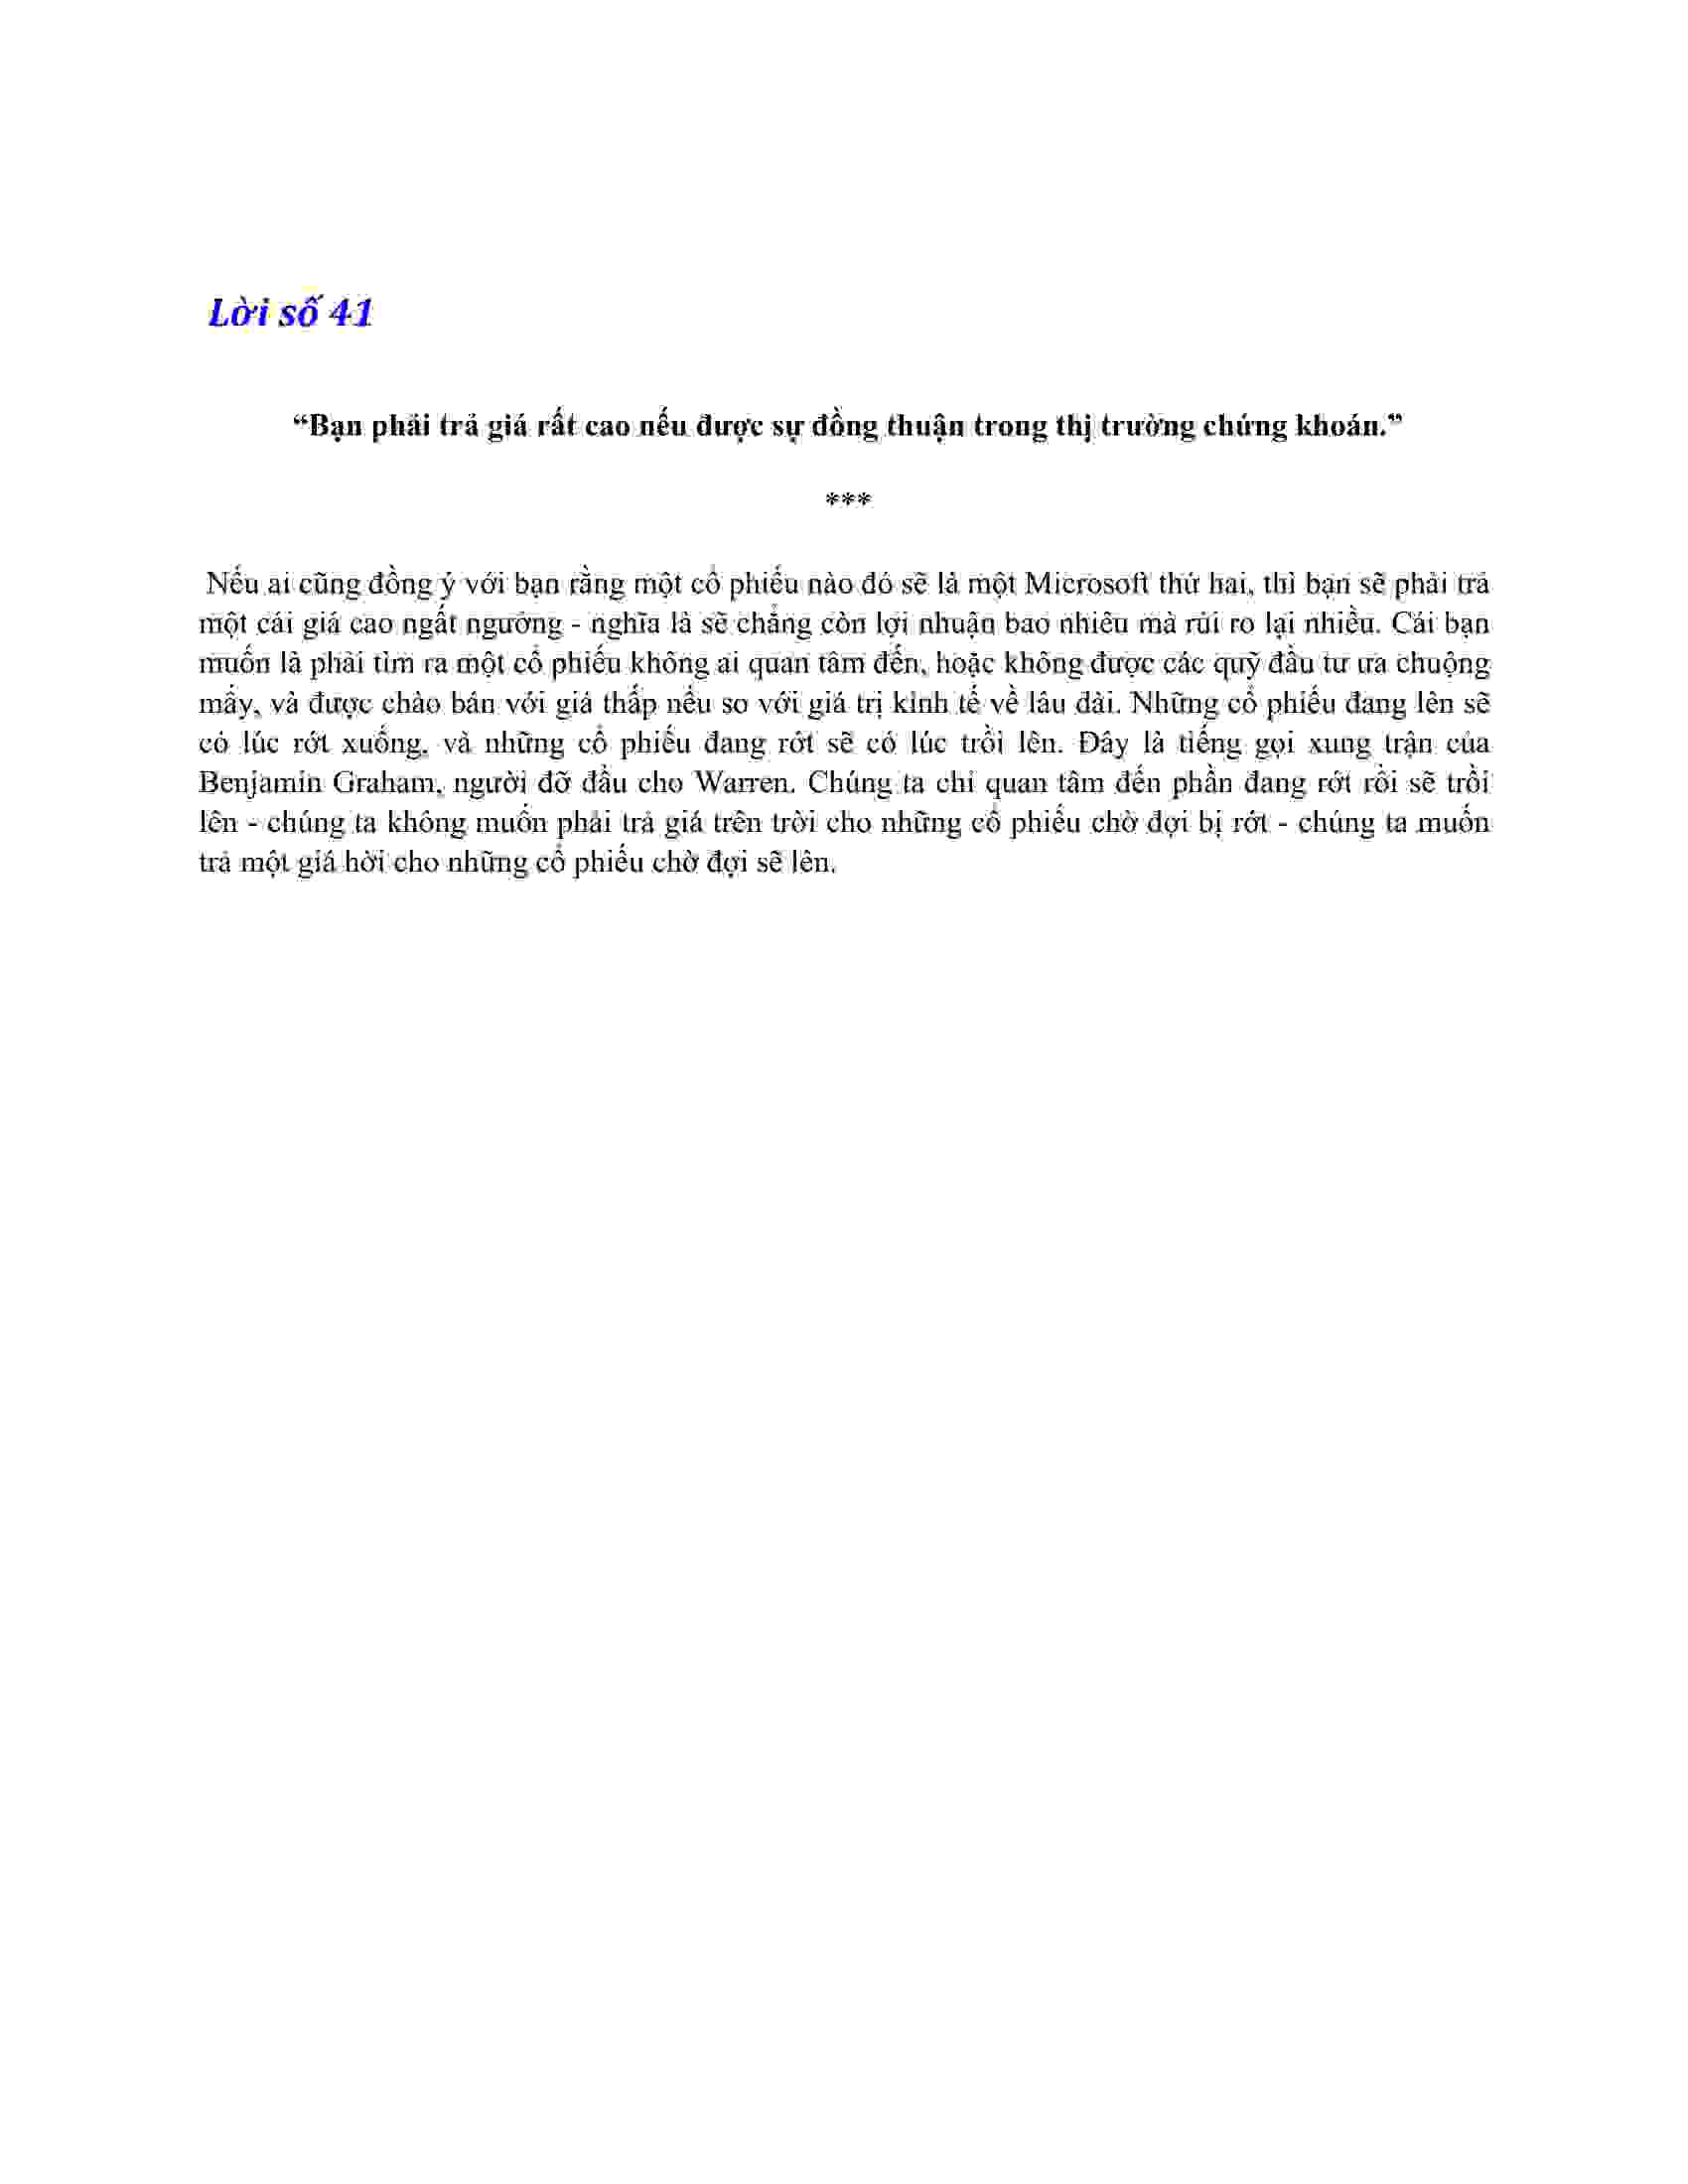 Lời số 41
“Bạn phải trả giá rất cao nếu được sự đồng thuận trong thị trường chứng khoán.”
***
Nếu ai cũng đồng ý với bạn rằng một cổ phiếu nào đó sẽ là một Microsoft thứ hai, thì bạn sẽ phải trả
một cái giá cao ngất ngưởng - nghĩa là sẽ chẳng còn lợi nhuận bao nhiêu mà rủi ro lại nhiều. Cái bạn
muốn là phải tìm ra một cổ phiếu không ai quan tâm đến, hoặc không được các quỹ đầu tư ưa chuộng
mấy, và được chào bán với giá thấp nếu so với giá trị kinh tế về lâu dài. Những cổ phiếu đang lên sẽ
có lúc rớt xuống, và những cổ phiếu đang rớt sẽ có lúc trồi lên. Đây là tiếng gọi xung trận của
Benjamin Graham, người đỡ đầu cho Warren. Chúng ta chỉ quan tâm đến phần đang rớt rồi sẽ trồi
lên - chúng ta không muốn phải trả giá trên trời cho những cổ phiếu chờ đợi bị rớt - chúng ta muốn
trả một giá hời cho những cổ phiếu chờ đợi sẽ lên.